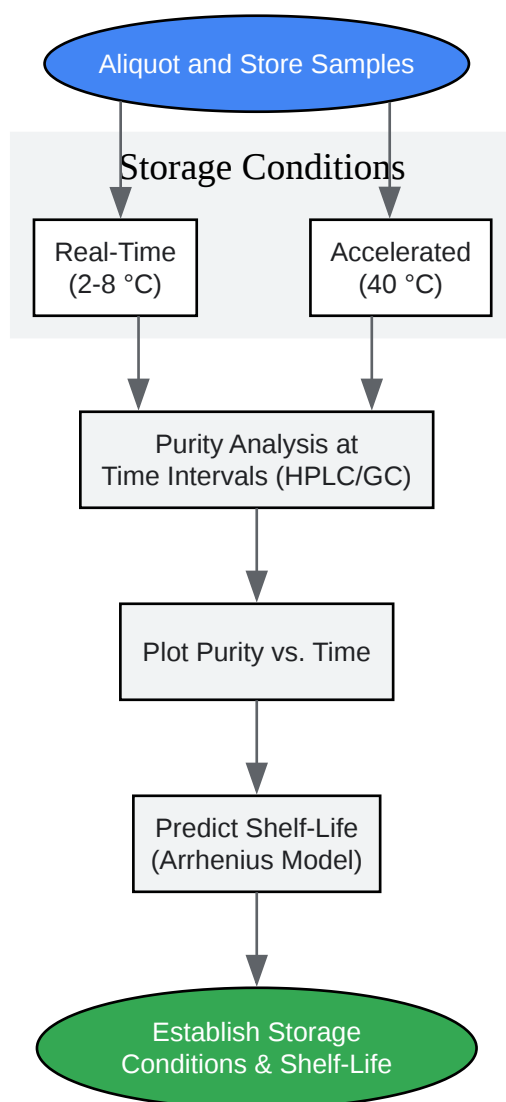 Aliquot and Store Samples
Storage Conditions
Real-Time
(2-8 °C)
Accelerated
(40 °C)
Purity Analysis at
Time Intervals (HPLC/GC)
Plot Purity vs. Time
Predict Shelf-Life
(Arrhenius Model)
Establish Storage
Conditions & Shelf-Life